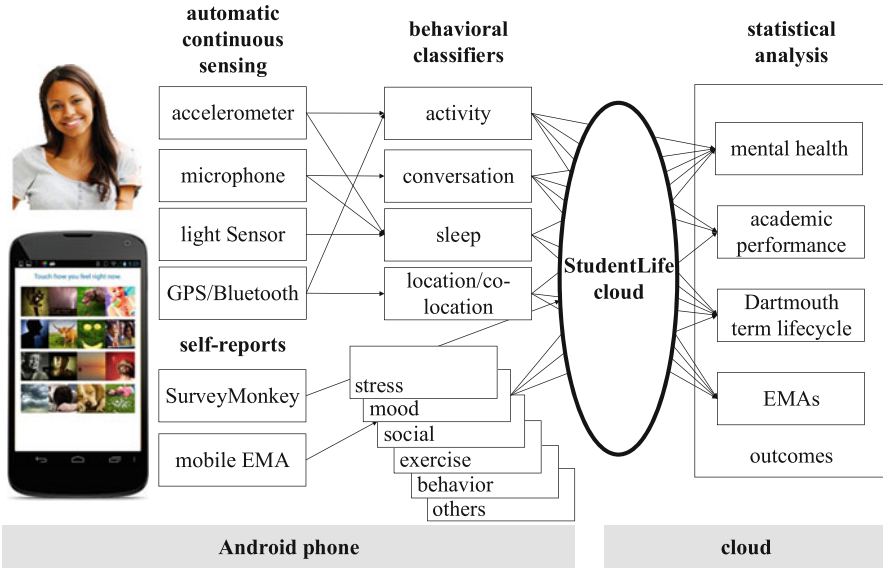 automatic
continuous
sensing
behavioral
classifiers
statistical
analysis
accelerometer
activity
mental health
microphone
conversation
light Sensor
sleep
academic
performance
GPS/Bluetooth
location/co-
location
StudentLife
cloud
Dartmouth
term lifecycle
self-reports
SurveyMonkey
stress
mood
social
exercise
behavior
others
EMAs
mobile EMA
outcomes
Touch how you feel right now.
Android phone
cloud